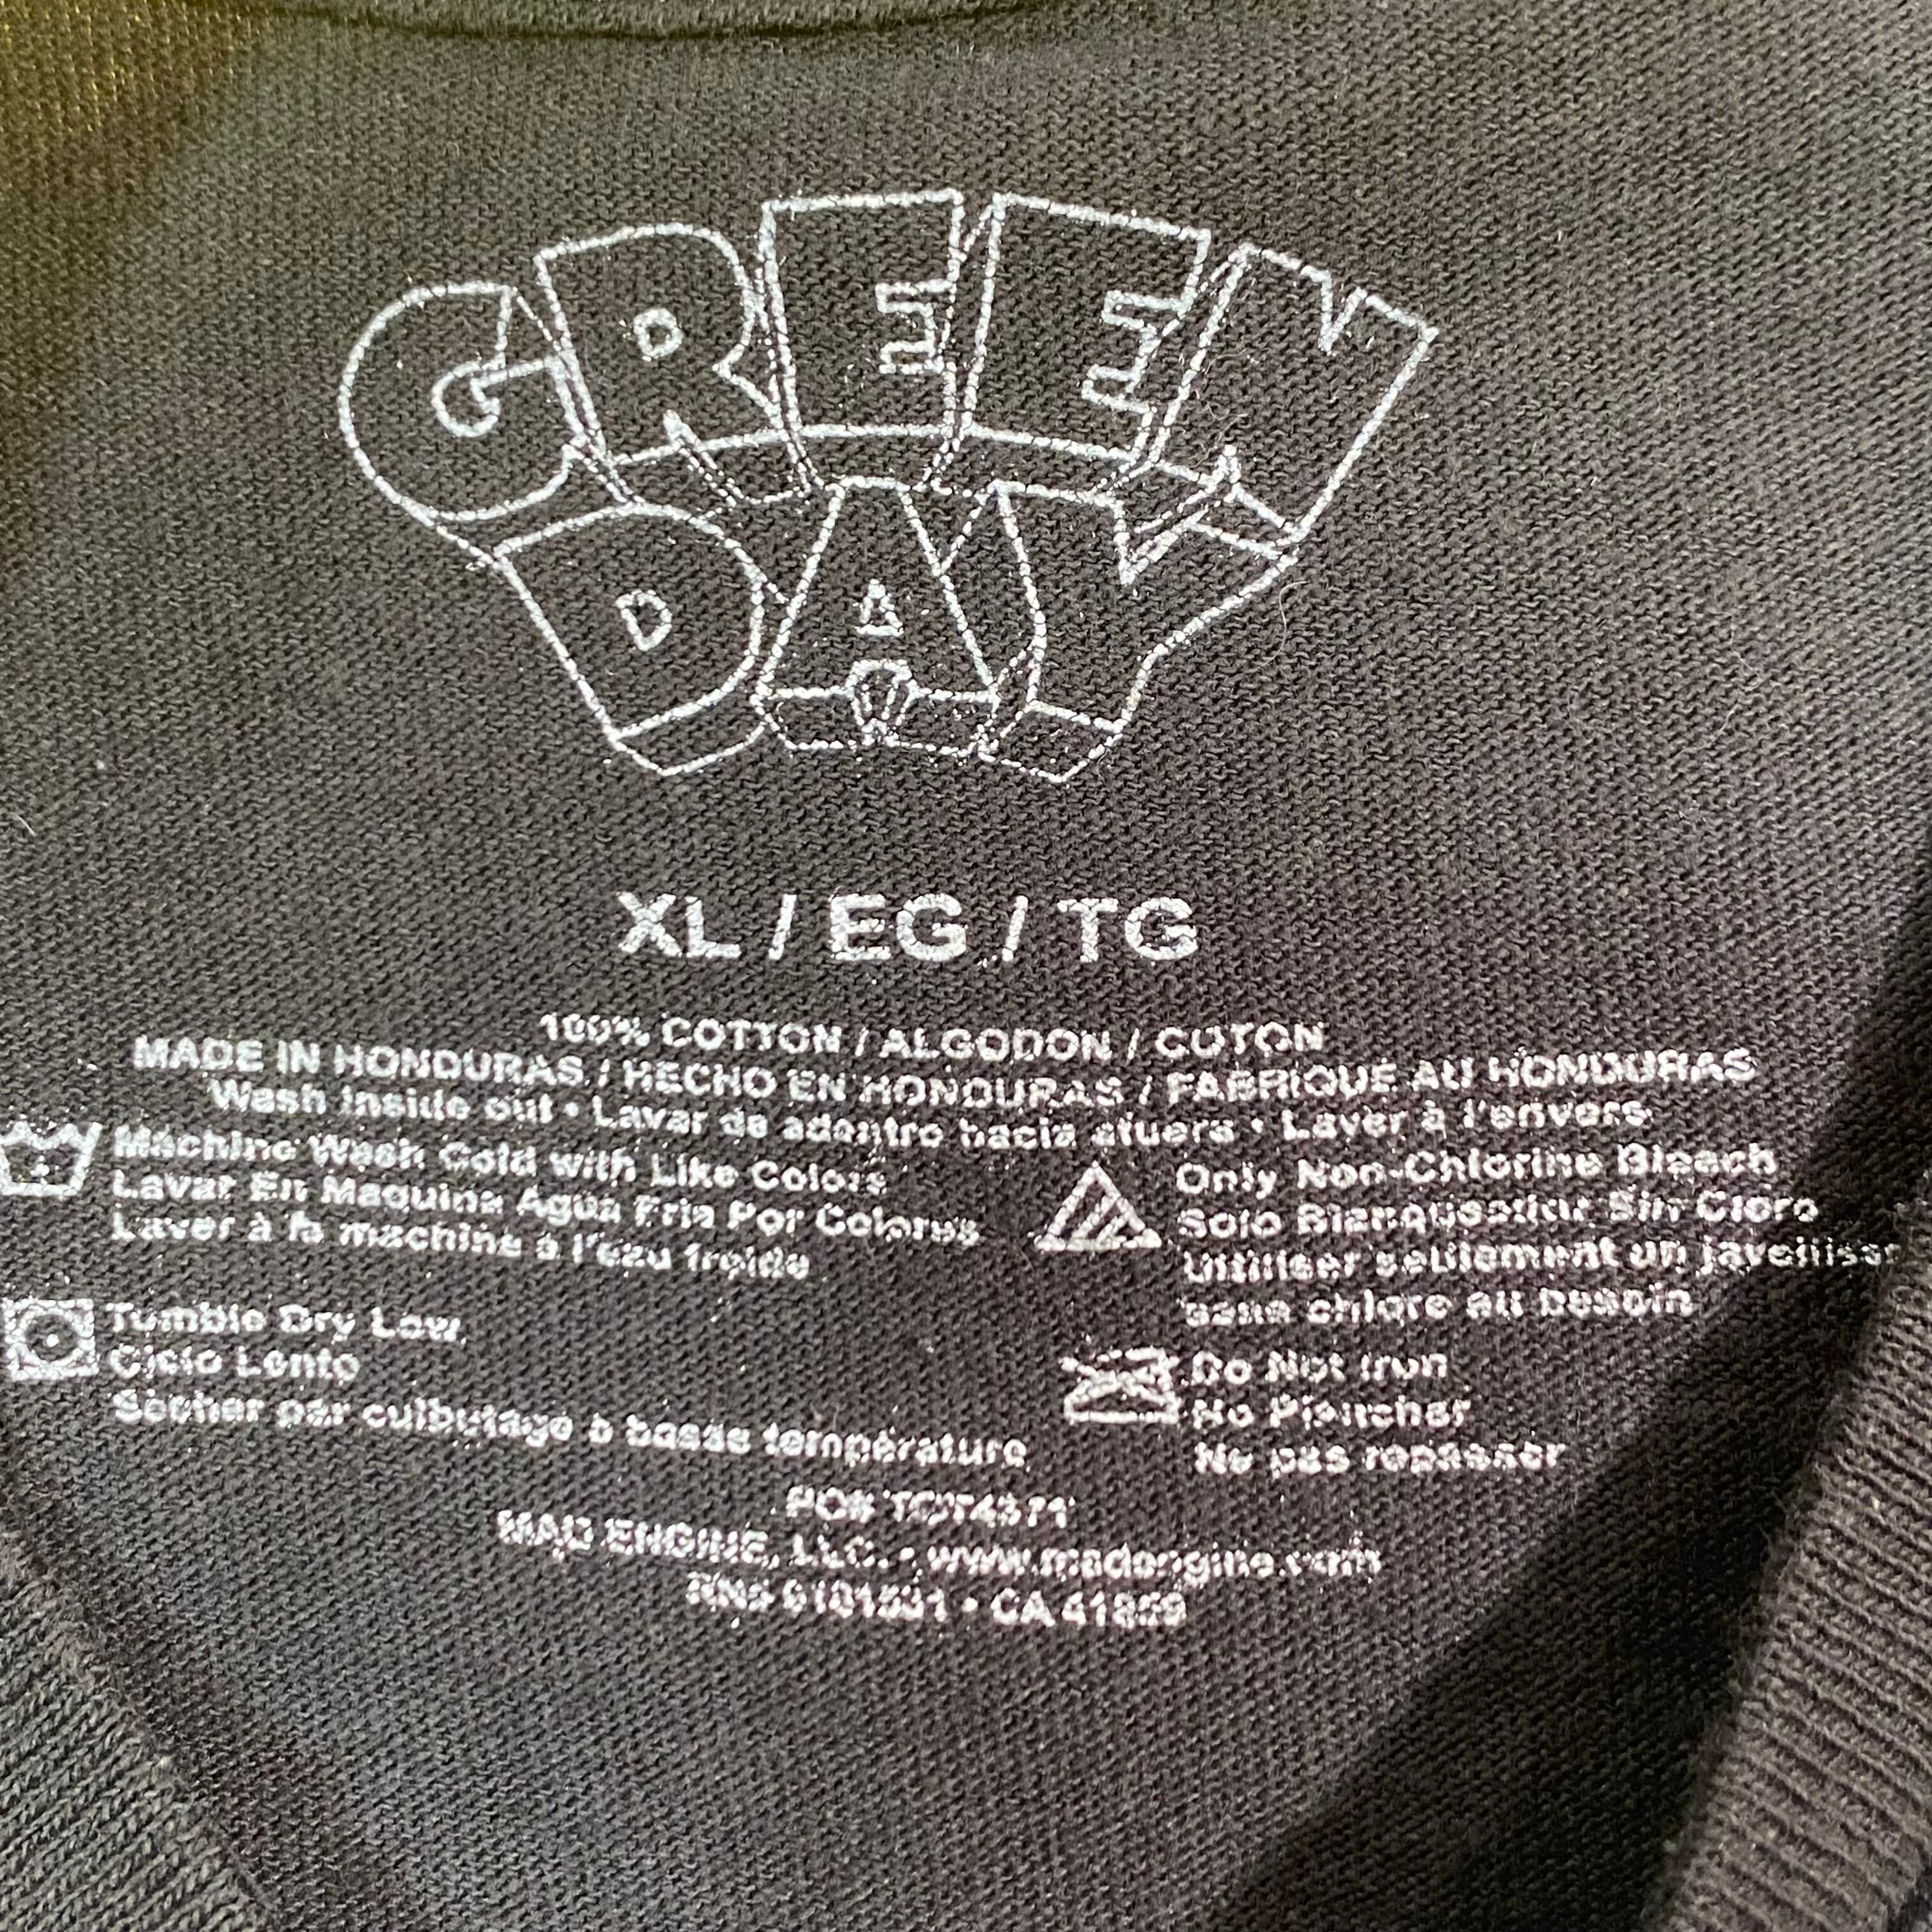 GREEN
DAY
XL / EG / TG
100% COTTON / ALGODON / COTON
MADE IN HONDURAS / HECHO EN HONDURAS / FABRIQUE AU HONDURAS
Wash inside out • Lavar de adentro hacia afuera • Laver à l'envers
Machine Wash Cold with Like Colors
Lavar En Maquina Agua Fria Por Colores
Laver à la machine à l'eau froide
Only Non-Chlorine Bleach
Solo Blanqueador Sin Cloro
Utiliser seulement un javellisant
sans chlore au besoin
Tumble Dry Low
Ciclo Lento
Sécher par culbutage à basse température
Do Not Iron
No Planchar
Ne pas repasser
PO#
MAD ENGINE, LLC. • www.madengine.com
RN# • CA 41859